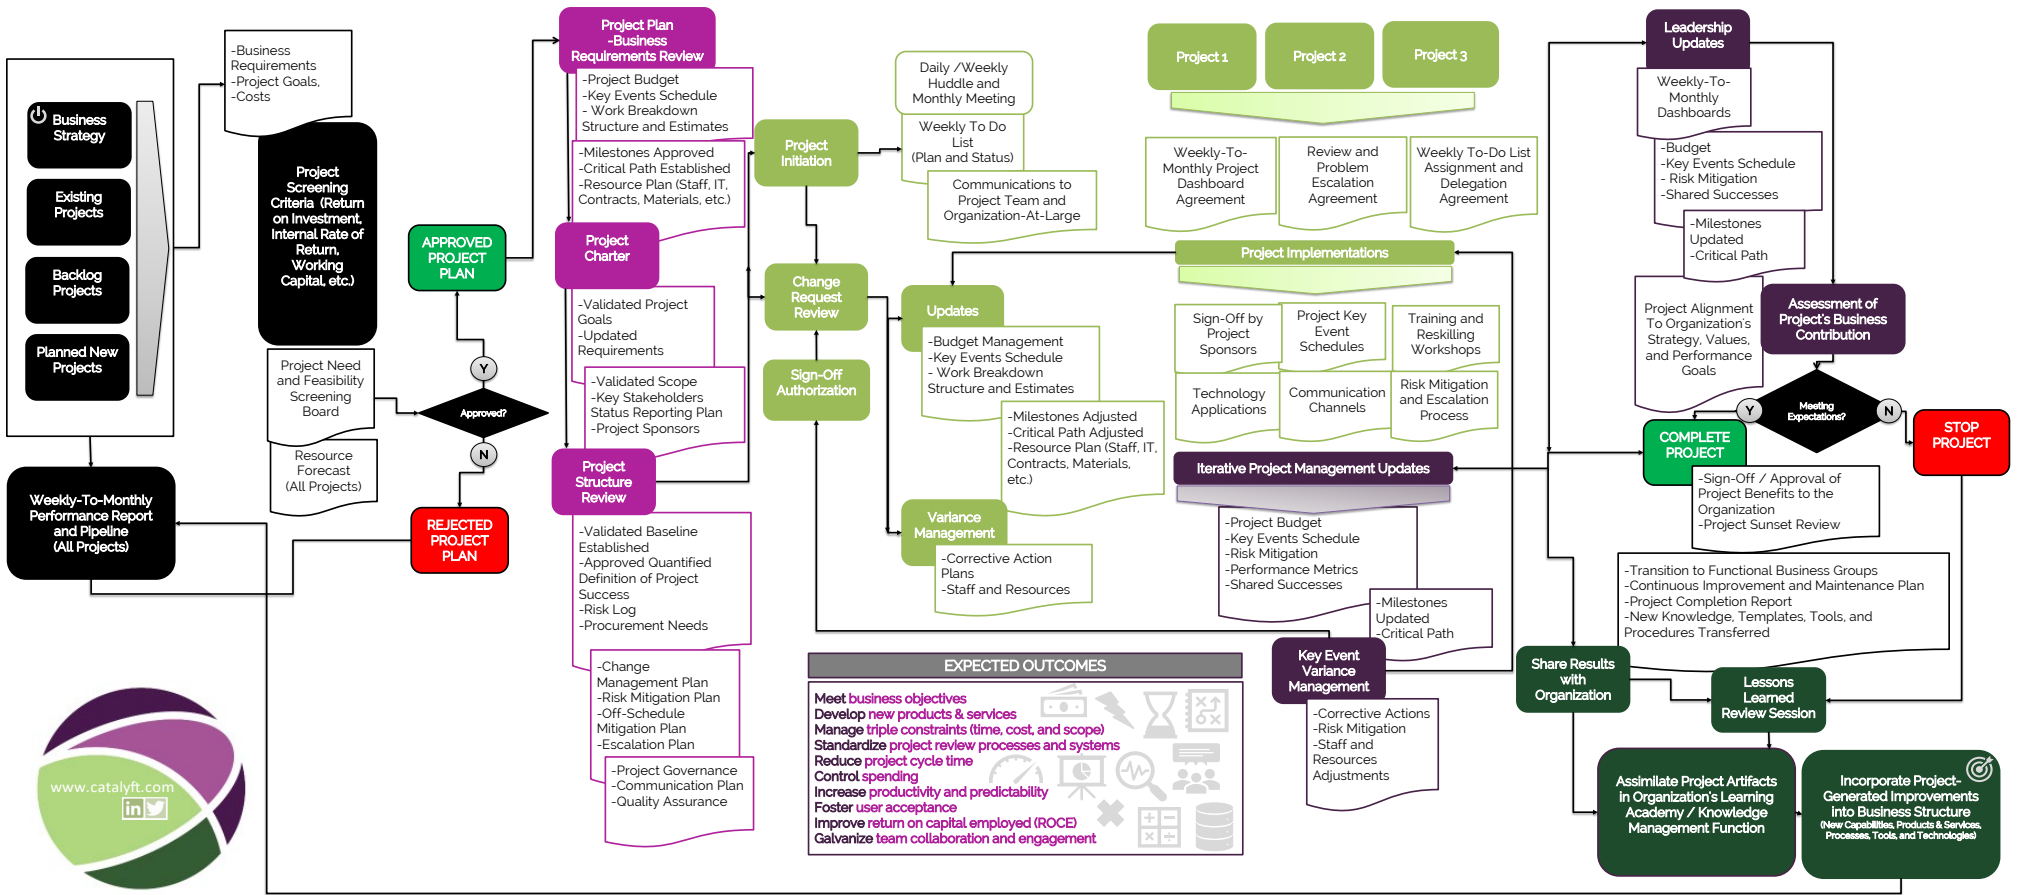 Business
Strategy
Existing
Projects
Backlog
Projects
Planned New
Projects
Weekly-To-Monthly
Performance Report
and Pipeline
(All Projects)
-Business
Requirements
-Project Goals,
-Costs
Project
Screening
Criteria (Return
on Investment,
Internal Rate of
Return,
Working
Capital, etc.)
Project Need
and Feasibility
Screening
Board
Resource
Forecast
(All Projects)
APPROVED
PROJECT
PLAN
Y
Approved?
N
REJECTED
PROJECT
PLAN
Project Plan
-Business
Requirements Review
-Project Budget
-Key Events Schedule
- Work Breakdown
Structure and Estimates
-Milestones Approved
-Critical Path Established
-Resource Plan (Staff, IT,
Contracts, Materials, etc.)
Project
Charter
-Validated Project
Goals
-Updated
Requirements
-Validated Scope
-Key Stakeholders
Status Reporting Plan
-Project Sponsors
Project
Structure
Review
-Validated Baseline
Established
-Approved Quantified
Definition of Project
Success
-Risk Log
-Procurement Needs
-Change
Management Plan
-Risk Mitigation Plan
-Off-Schedule
Mitigation Plan
-Escalation Plan
-Project Governance
-Communication Plan
-Quality Assurance
Project
Initiation
Daily /Weekly
Huddle and
Monthly Meeting
Weekly To Do
List
(Plan and Status)
Communications to
Project Team and
Organization-At-Large
Change
Request
Review
Sign-Off
Authorization
Updates
-Budget Management
-Key Events Schedule
- Work Breakdown
Structure and Estimates
-Milestones Adjusted
-Critical Path Adjusted
-Resource Plan (Staff, IT,
Contracts, Materials,
etc.)
Variance
Management
-Corrective Action
Plans
-Staff and Resources
Project 1
Project 2
Project 3
Weekly-To-
Monthly Project
Dashboard
Agreement
Review and
Problem
Escalation
Agreement
Weekly To-Do List
Assignment and
Delegation
Agreement
Project Implementations
Sign-Off by
Project
Sponsors
Project Key
Event
Schedules
Training and
Reskilling
Workshops
Technology
Applications
Communication
Channels
Risk Mitigation
and Escalation
Process
Iterative Project Management Updates
-Project Budget
-Key Events Schedule
-Risk Mitigation
-Performance Metrics
-Shared Successes
-Milestones
Updated
-Critical Path
Key Event
Variance
Management
-Corrective Actions
-Risk Mitigation
-Staff and
Resources
Adjustments
EXPECTED OUTCOMES
Meet business objectives
Develop new products & services
Manage triple constraints (time, cost, and scope)
Standardize project review processes and systems
Reduce project cycle time
Control spending
Increase productivity and predictability
Foster user acceptance
Improve return on capital employed (ROCE)
Galvanize team collaboration and engagement
Leadership
Updates
Weekly-To-
Monthly
Dashboards
-Budget
-Key Events Schedule
- Risk Mitigation
-Shared Successes
-Milestones
Updated
-Critical Path
Project Alignment
To Organization's
Strategy, Values,
and Performance
Goals
Assessment of
Project's Business
Contribution
Y
Meeting
Expectations?
N
COMPLETE
PROJECT
STOP
PROJECT
-Sign-Off / Approval of
Project Benefits to the
Organization
-Project Sunset Review
-Transition to Functional Business Groups
-Continuous Improvement and Maintenance Plan
-Project Completion Report
-New Knowledge, Templates, Tools, and
Procedures Transferred
Share Results
with
Organization
Lessons
Learned
Review Session
Assimilate Project Artifacts
in Organization's Learning
Academy / Knowledge
Management Function
Incorporate Project-
Generated Improvements
into Business Structure
(New Capabilities, Products & Services,
Processes, Tools, and Technologies)
www.catalyft.com
in